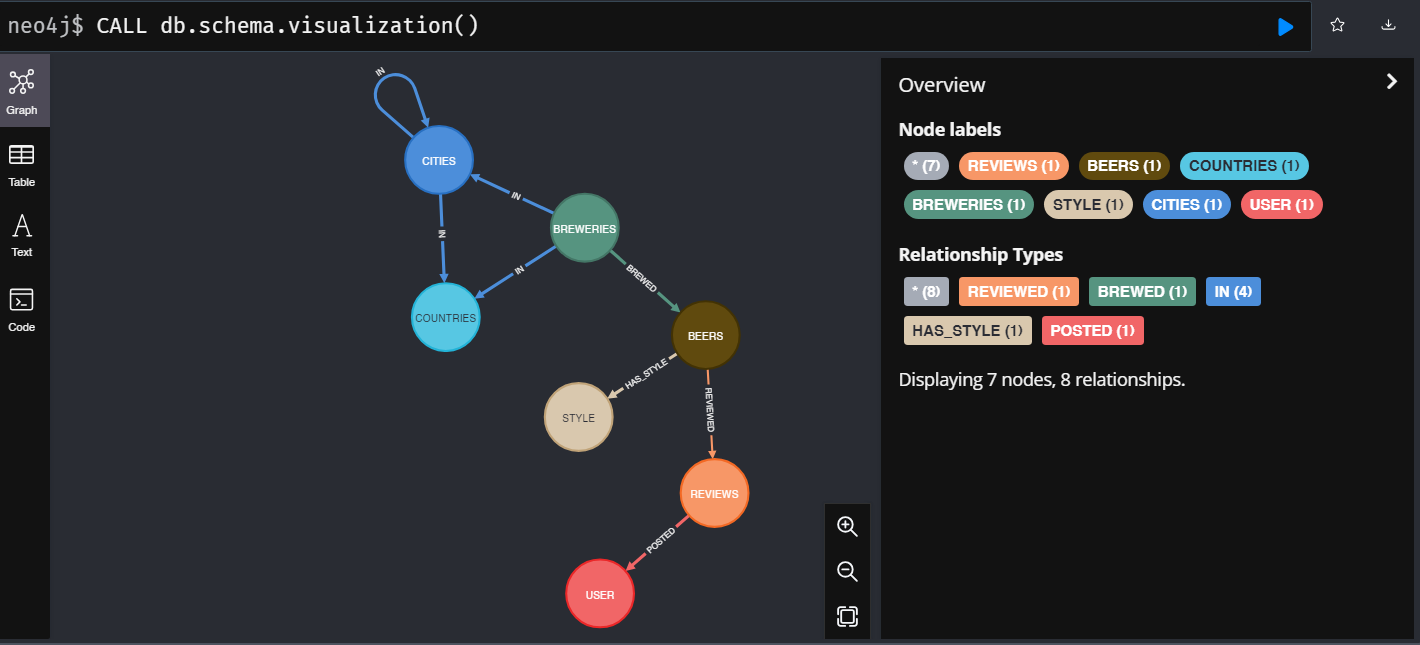 neo4j$ CALL db.schema.visualization()
Graph
Table
Text
Code
IN
CITIES
IN
IN
BREWERIES
IN
BREWED
COUNTRIES
BEERS
HAS_STYLE
REVIEWED
STYLE
REVIEWS
POSTED
USER
Overview
Node labels
* (7) REVIEWS (1) BEERS (1) COUNTRIES (1)
BREWERIES (1) STYLE (1) CITIES (1) USER (1)
Relationship Types
* (8) REVIEWED (1) BREWED (1) IN (4)
HAS_STYLE (1) POSTED (1)
Displaying 7 nodes, 8 relationships.